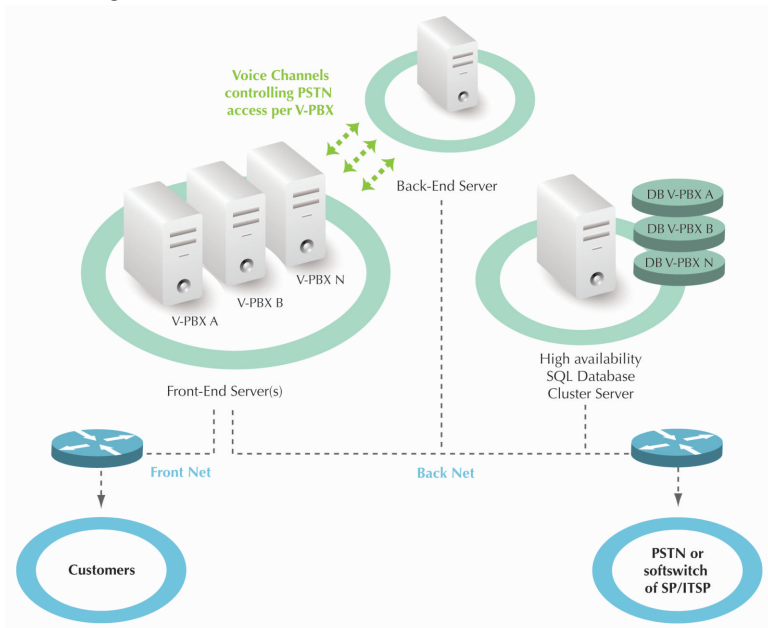 Voice Channels
controlling PSTN
access per V-PBX
Back-End Server
DB V-PBX A
DB V-PBX B
DB V-PBX N
V-PBX N
V-PBX B
V-PBX A
High availability
SQL Database
Cluster Server
Front-End Server(s)
Front Net
Back Net
Customers
PSTN or
softswitch
of SP/ITSP